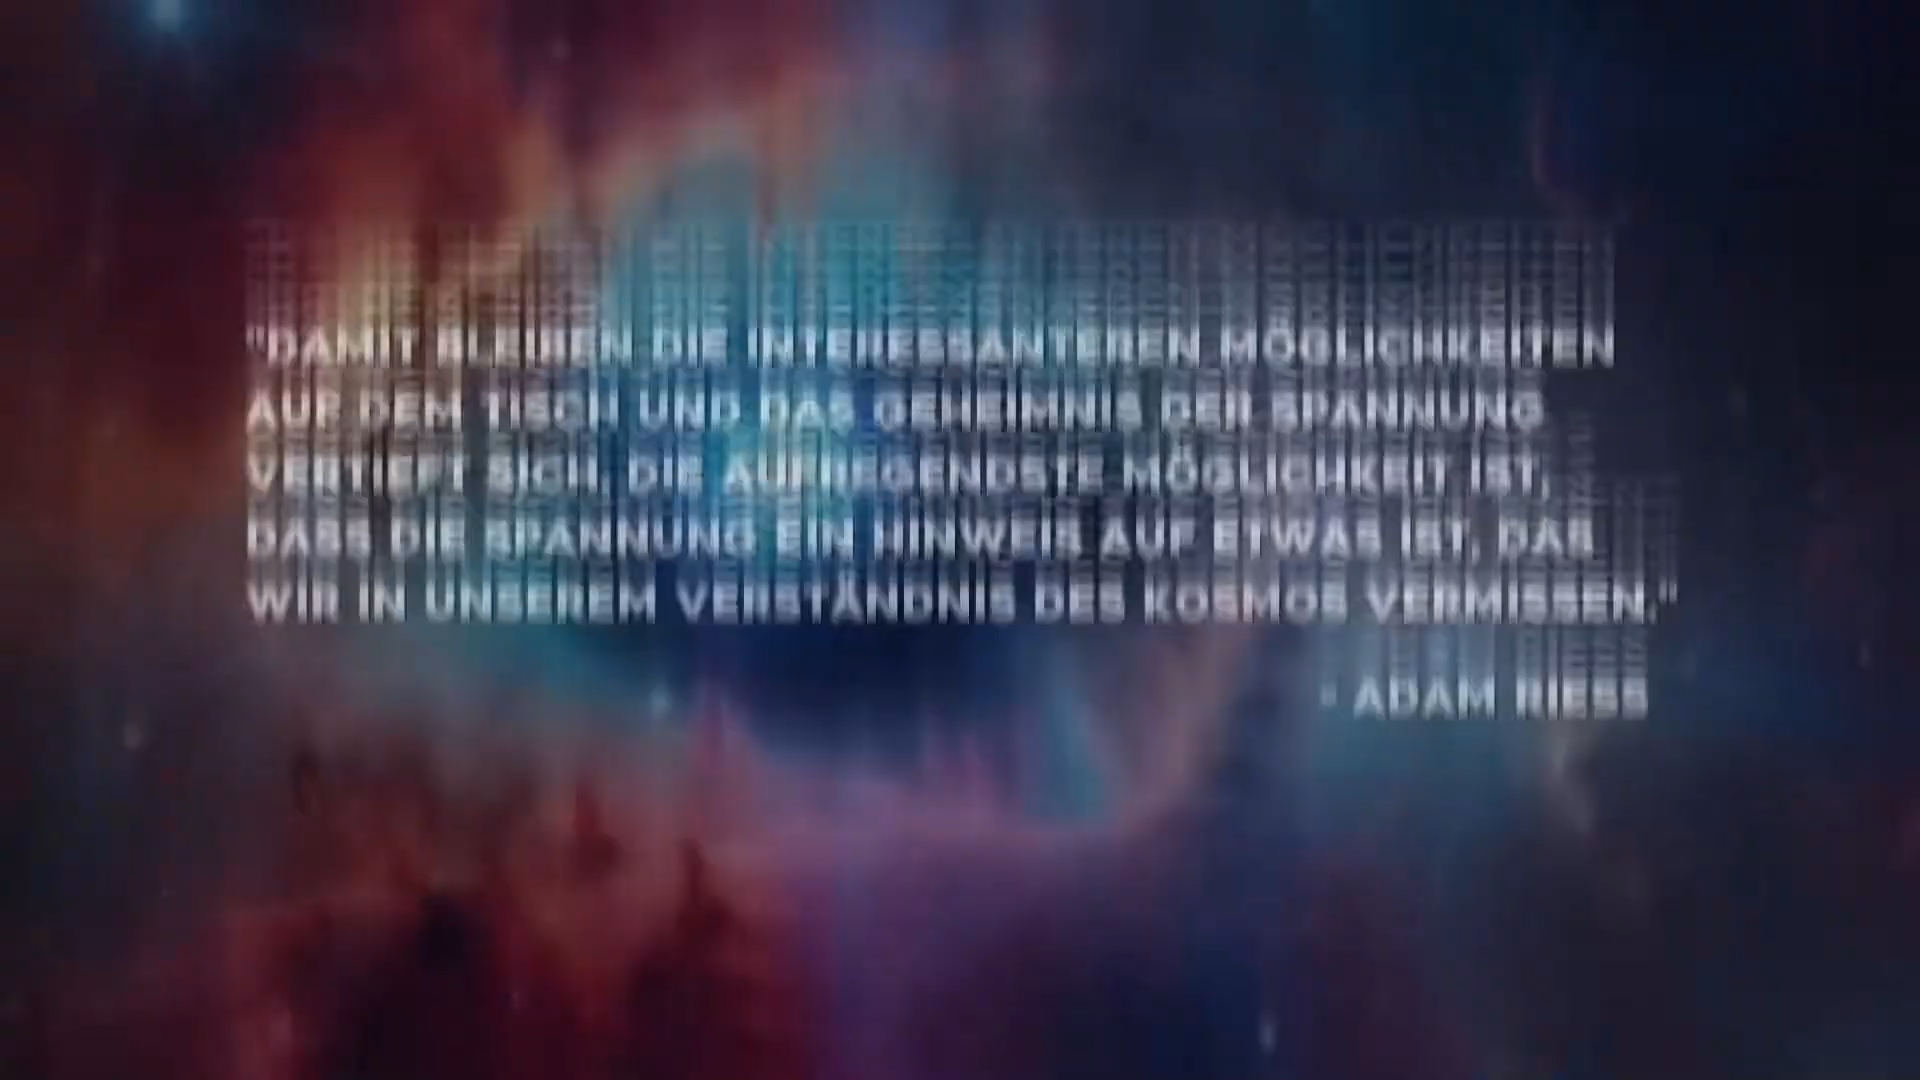 "DAMIT BLEIBEN DIE INTERESSANTEREN MÖGLICHKEITEN
AUF DEM TISCH UND DAS GEHEIMNIS DER SPANNUNG
VERTIEFT SICH. DIE AUFREGENDSTE MÖGLICHKEIT IST,
DASS DIE SPANNUNG EIN HINWEIS AUF ETWAS IST, DAS
WIR IN UNSEREM VERSTÄNDNIS DES KOSMOS VERMISSEN."
- ADAM RIESS